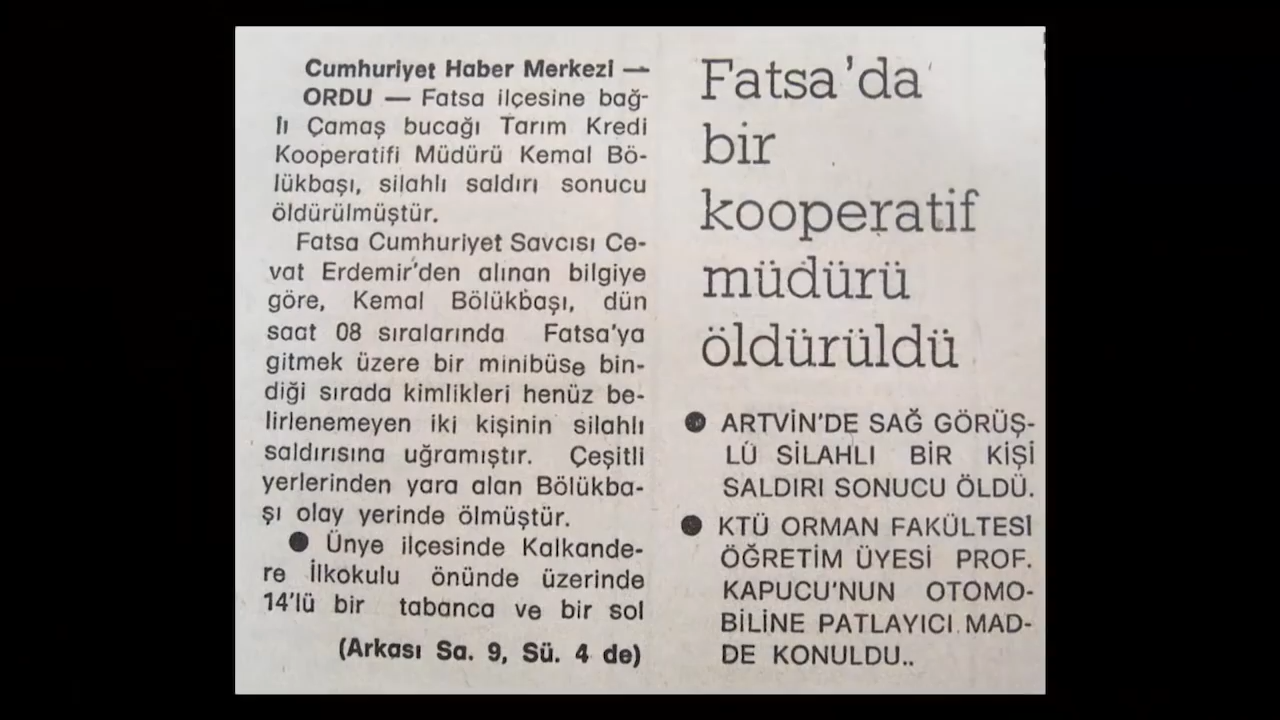 Cumhuriyet Haber Merkezi —
ORDU — Fatsa ilçesine bağ-
lı Çamaş bucağı Tarım Kredi
Kooperatifi Müdürü Kemal Bö-
lükbaşı, silahlı saldırı sonucu
öldürülmüştür.
Fatsa Cumhuriyet Savcısı Ce-
vat Erdemir'den alınan bilgiye
göre, Kemal Bölükbaşı, dün
saat 08 sıralarında Fatsa'ya
gitmek üzere bir minibüse bin-
diği sırada kimlikleri henüz be-
lirlenemeyen iki kişinin silahlı
saldırısına uğramıştır. Çeşitli
yerlerinden yara alan Bölükba-
şı olay yerinde ölmüştür.
● Ünye ilçesinde Kalkande-
re İlkokulu önünde üzerinde
14'lü bir tabanca ve bir sol
(Arkası Sa. 9, Sü. 4 de)
Fatsa'da
bir
kooperatif
müdürü
öldürüldü
● ARTVİN'DE SAĞ GÖRÜŞ-
LÜ SİLAHLI BİR KİŞİ
SALDIRI SONUCU ÖLDÜ.
● KTÜ ORMAN FAKÜLTESİ
ÖĞRETİM ÜYESİ PROF.
KAPUCU'NUN OTOMO-
BİLİNE PATLAYICI MAD-
DE KONULDU..